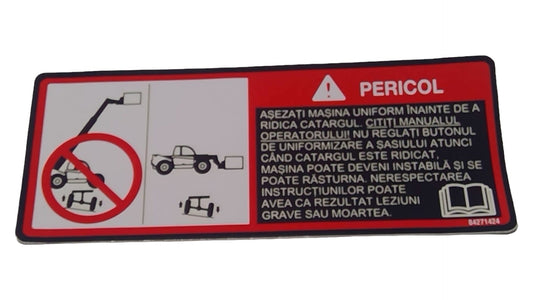 PERICOL
AȘEZAȚI MAȘINA UNIFORM ÎNAINTE DE A
RIDICA CATARGUL. CITIȚI MANUALUL
OPERATORULUI! NU REGLAȚI BUTONUL
DE UNIFORMIZARE A ȘASIULUI ATUNCI
CÂND CATARGUL ESTE RIDICAT.
MAȘINA POATE DEVENI INSTABILĂ ȘI SE
POATE RĂSTURNA. NERESPECTAREA
INSTRUCȚIUNILOR POATE
AVEA CA REZULTAT LEZIUNI
GRAVE SAU MOARTEA.
84271424